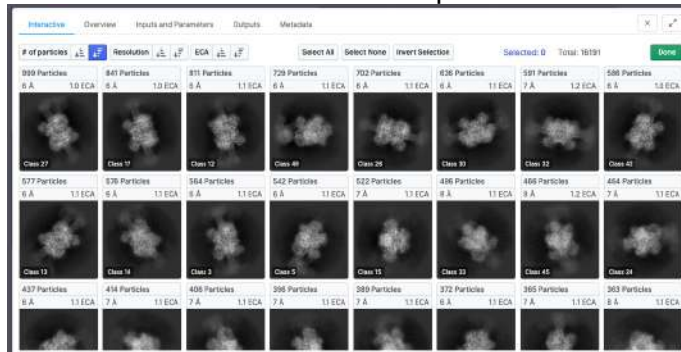 Interactive Overview Inputs and Parameters Outputs Metadata
# of particles Resolution ECA Select All Select None Invert Selection Selected: 0 Total: 16191 Done
999 Particles 841 Particles 811 Particles 729 Particles 702 Particles 636 Particles 591 Particles 586 Particles
6 Å 1.0 ECA 6 Å 1.0 ECA 6 Å 1.1 ECA 6 Å 1.1 ECA 6 Å 1.1 ECA 6 Å 1.1 ECA 7 Å 1.2 ECA 6 Å ECA
Class 27 Class 17 Class 12 Class 49 Class 26 Class 30 Class 32 Class 40
577 Particles 576 Particles 564 Particles 542 Particles 522 Particles 486 Particles 466 Particles 464 Particles
6 Å 1.1 ECA 6 Å 1.1 ECA 6 Å 1.1 ECA 6 Å 1.1 ECA 7 Å 1.1 ECA Å 1.1 ECA Å 1.2 ECA 7 Å 1.1 ECA
Class 13 Class 14 Class 3 Class 5 Class 15 Class 33 Class 45 Class 24
437 Particles 414 Particles 406 Particles 396 Particles 389 Particles 372 Particles 365 Particles 363 Particles
6 Å 1.1 ECA 7 Å 1.1 ECA 7 Å 1.1 ECA 7 Å 1.1 ECA 7 Å 1.1 ECA 6 Å 1.1 ECA 7 Å 1.1 ECA 8 Å 1.1 ECA